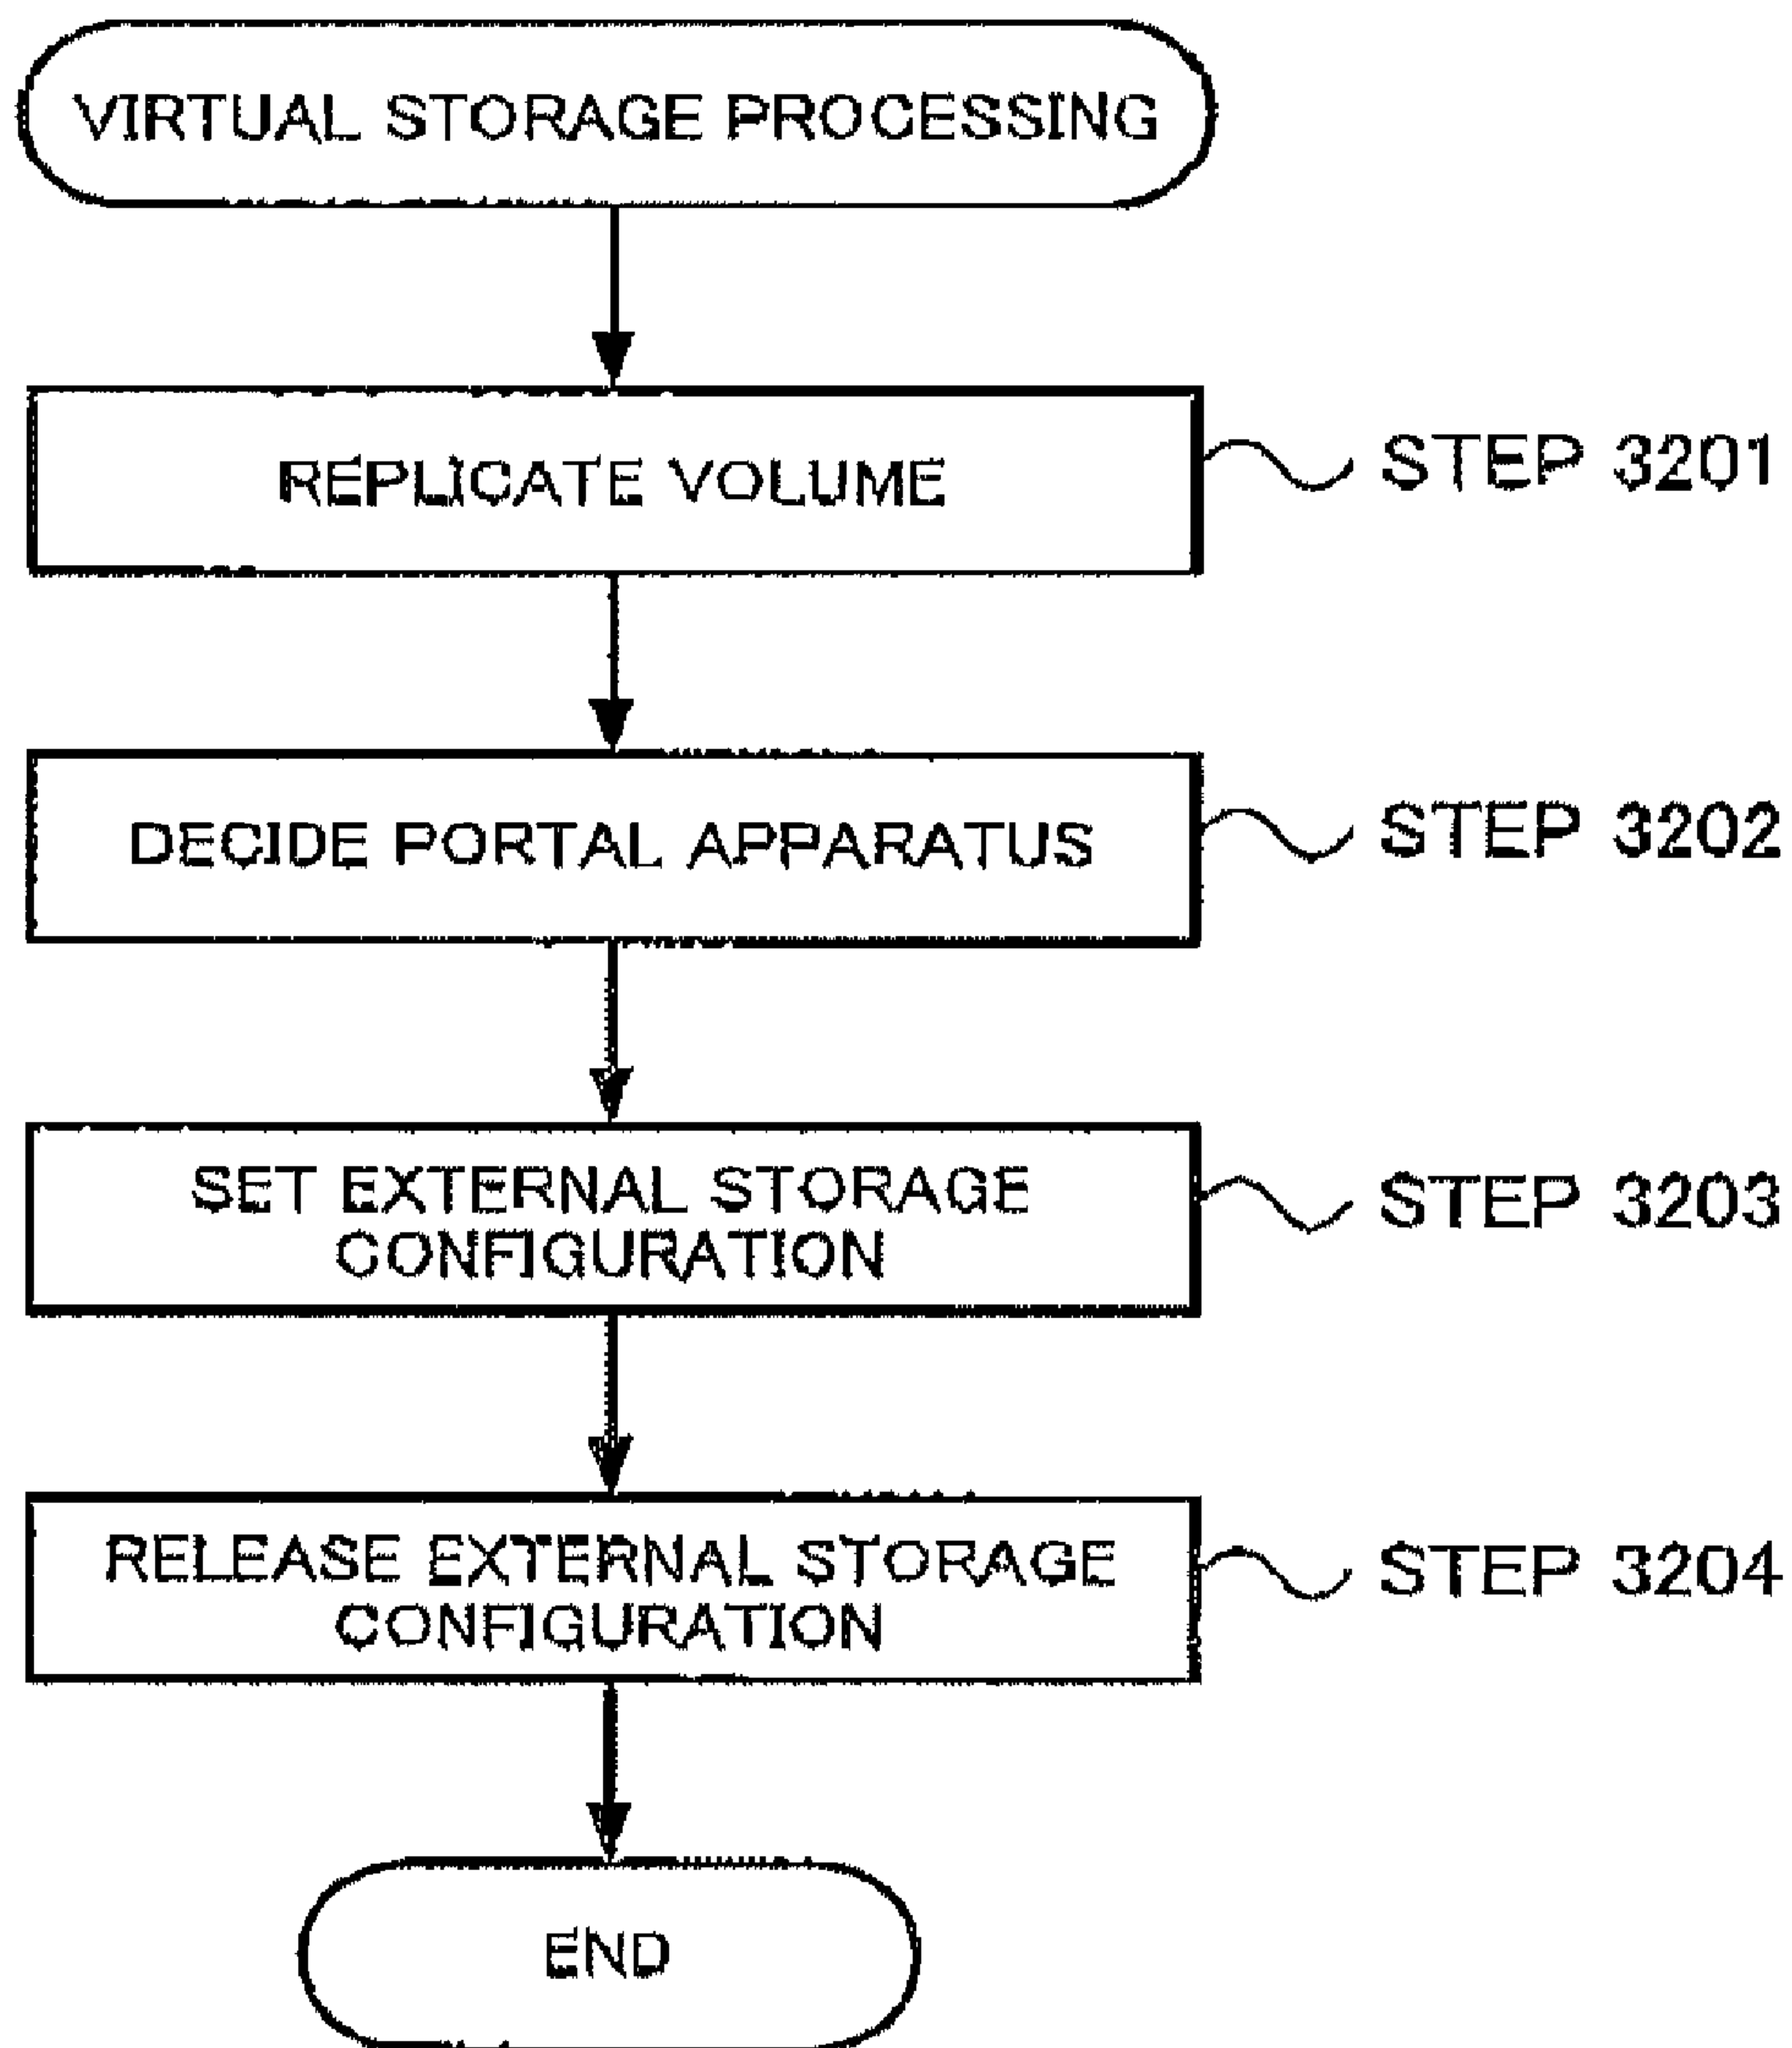 VIRTUAL STORAGE PROCESSING
REPLICATE VOLUME
STEP 3201
DECIDE PORTAL APPARATUS
STEP 3202
SET EXTERNAL STORAGE
CONFIGURATION
STEP 3203
RELEASE EXTERNAL STORAGE
CONFIGURATION
STEP 3204
END